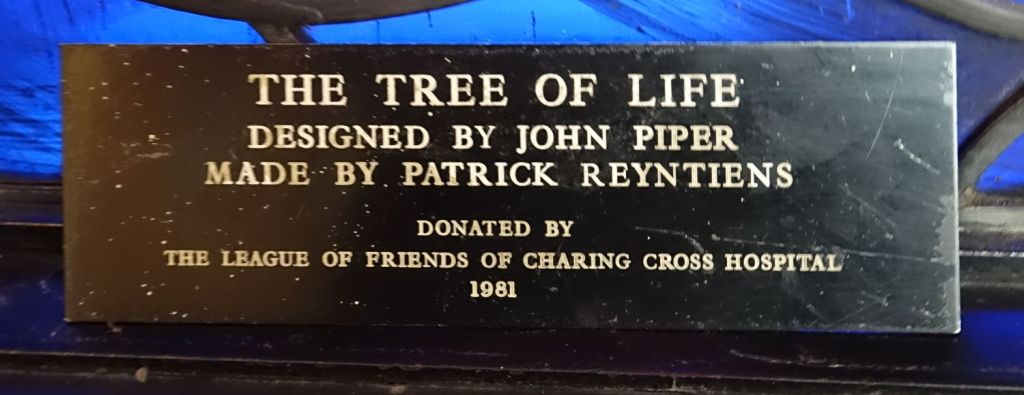 THE TREE OF LIFE
DESIGNED BY JOHN PIPER
MADE BY PATRICK REYNTIENS
DONATED BY
THE LEAGUE OF FRIENDS OF CHARING CROSS HOSPITAL
1981